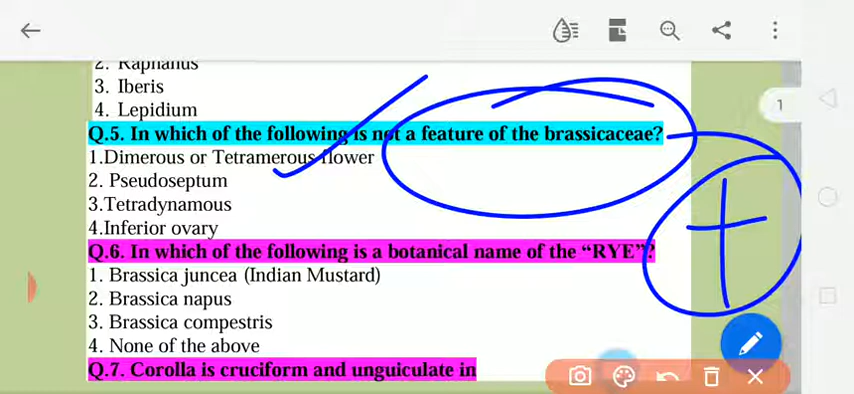 2. Raphanus
3. Iberis
4. Lepidium
Q.5. In which of the following is not a feature of the brassicaceae?
1.Dimerous or Tetramerous flower
2. Pseudoseptum
3.Tetradynamous
4.Inferior ovary
Q.6. In which of the following is a botanical name of the “RYE”?
1. Brassica juncea (Indian Mustard)
2. Brassica napus
3. Brassica compestris
4. None of the above
Q.7. Corolla is cruciform and unguiculate in
1